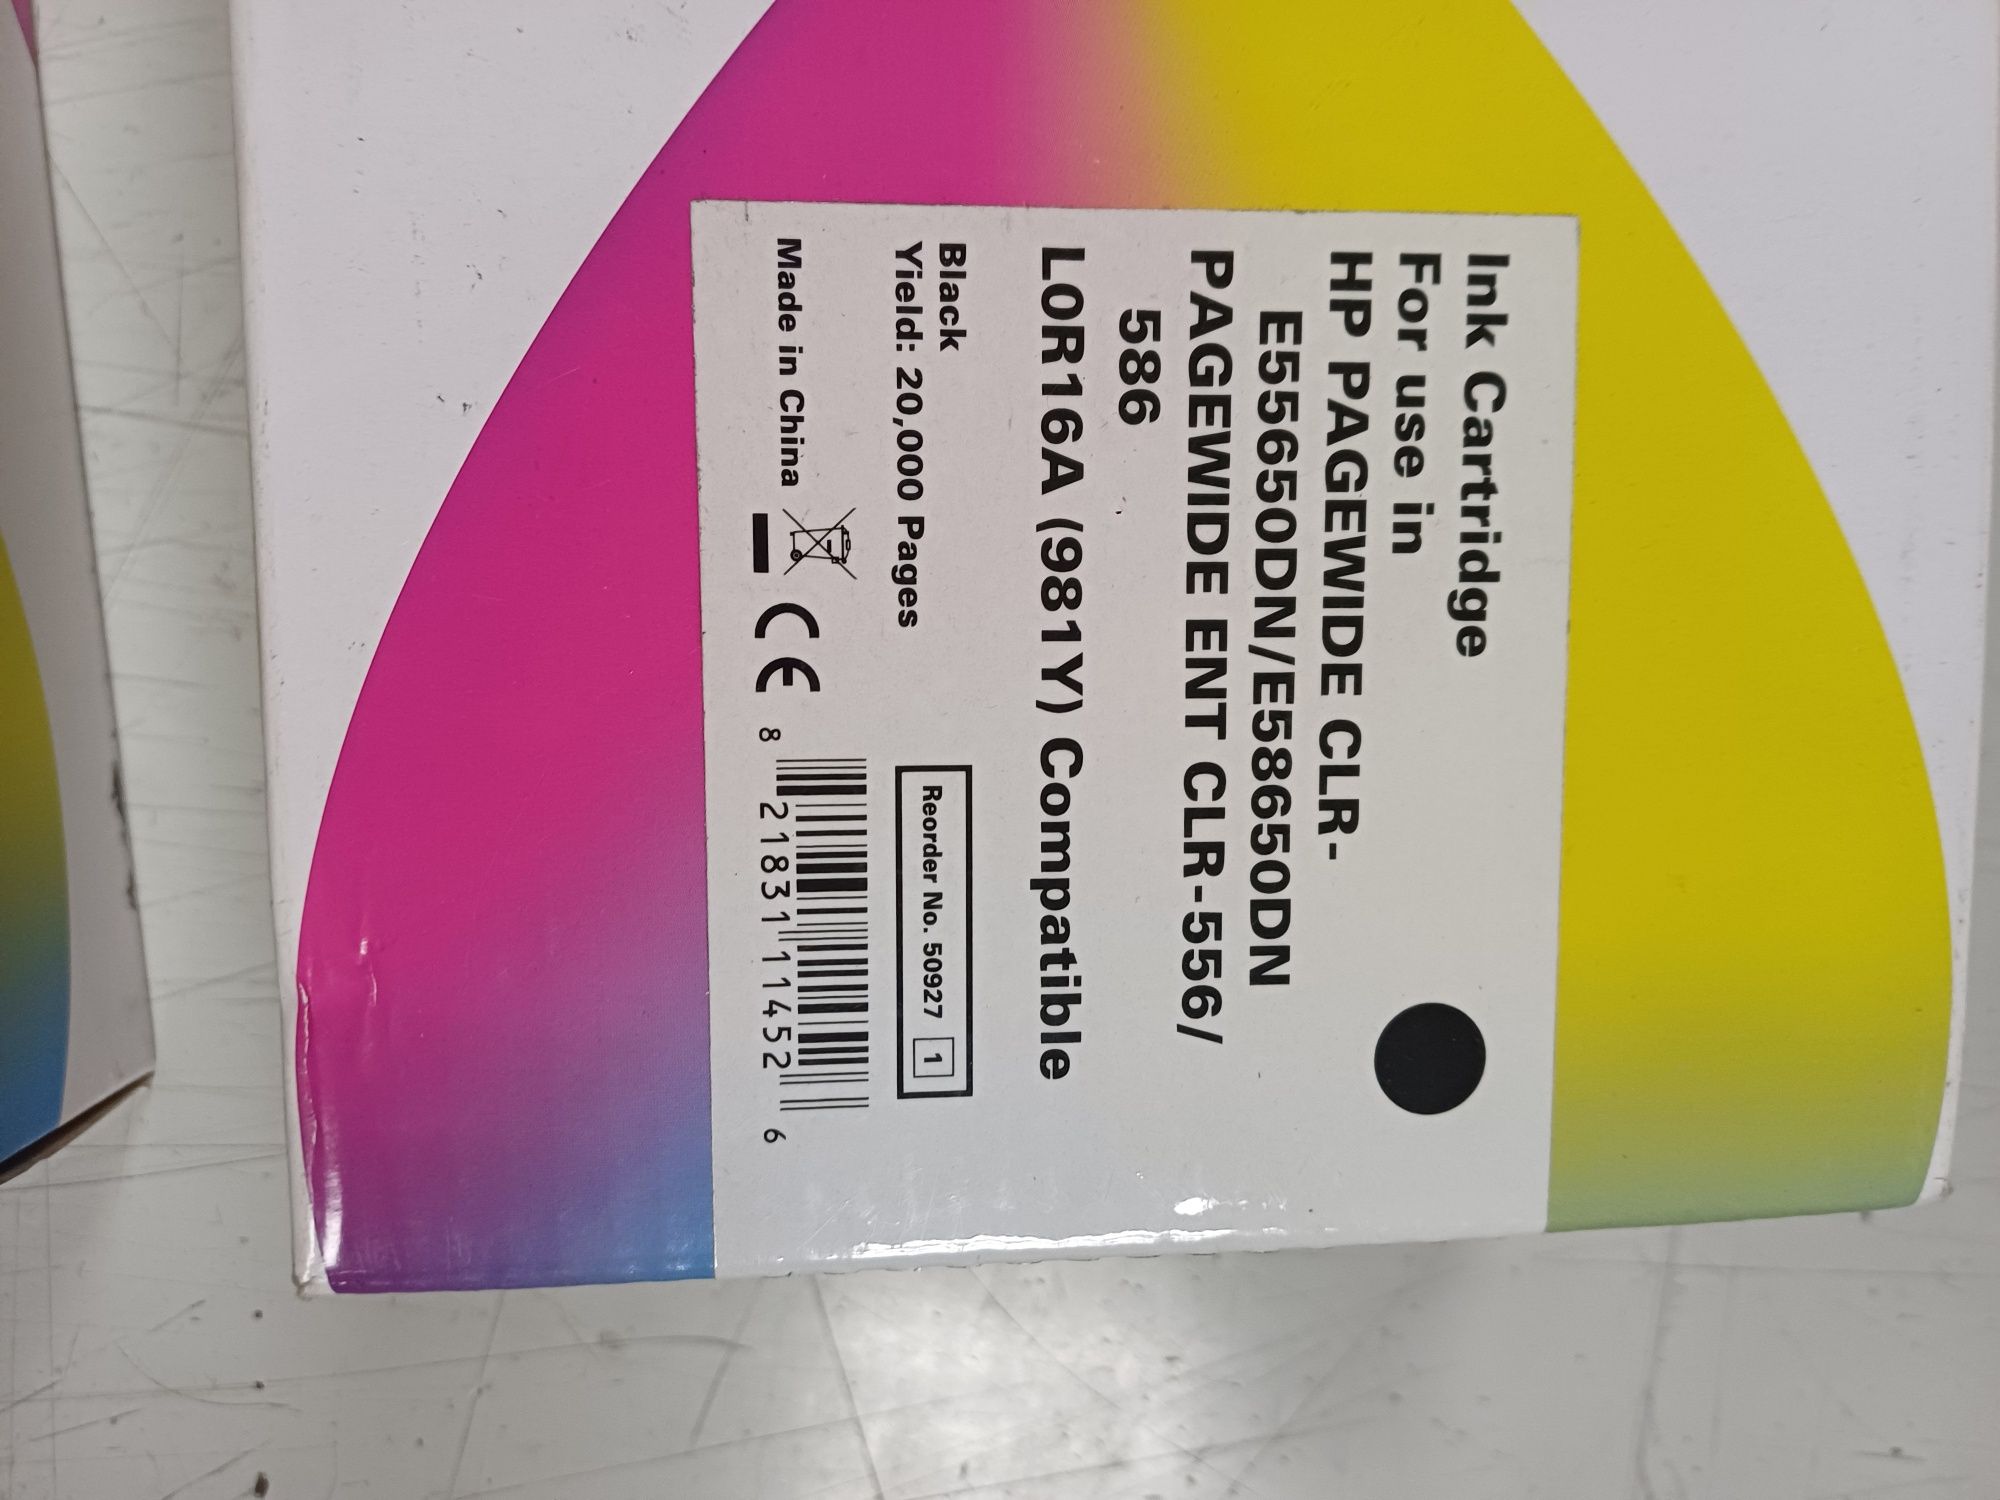 Ink Cartridge
For use in
HP PAGEWIDE CLR-
E55650DN/E58650DN
PAGEWIDE ENT CLR-556/
586
L0R16A (981Y) Compatible
Black
Yield: 20,000 Pages
Reorder No. 50927 1
Made in China
CE
8 21831 11452 6